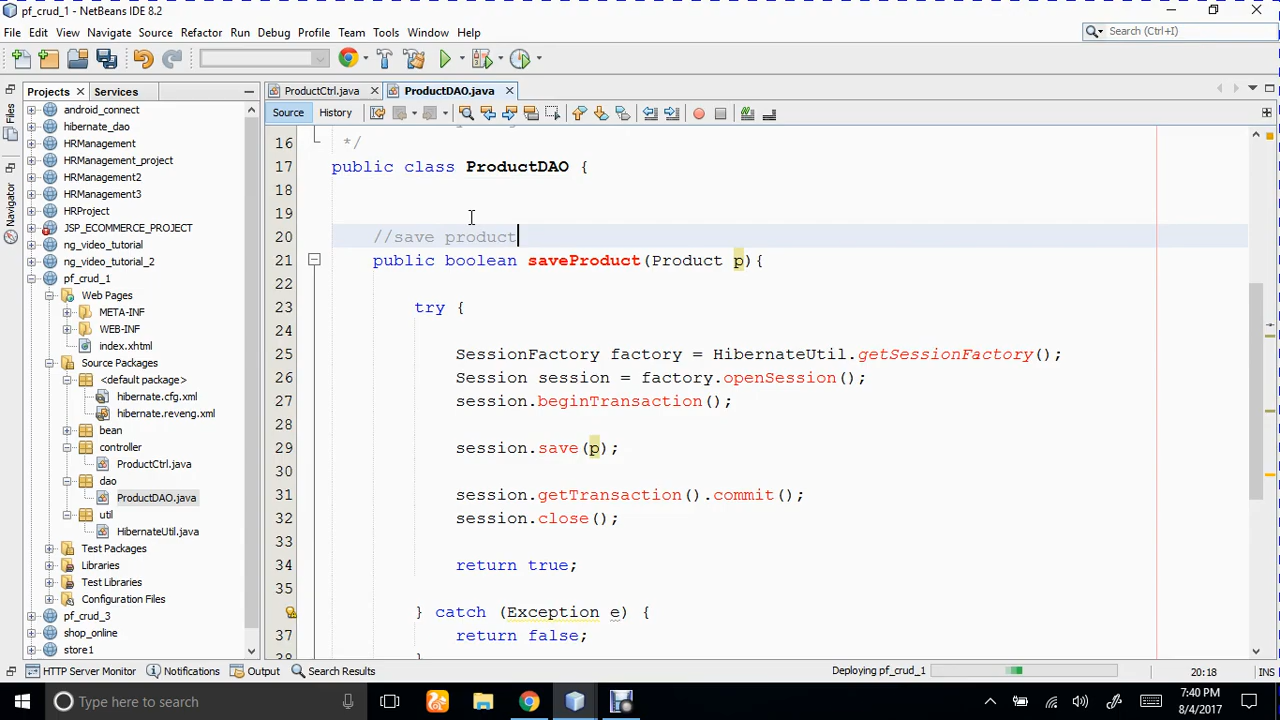 pf_crud_1 - NetBeans IDE 8.2
File Edit View Navigate Source Refactor Run Debug Profile Team Tools Window Help
Search (Ctrl+I)
Projects Services
ProductCtrl.java ProductDAO.java
Source History
Files
Navigator
android_connect
hibernate_dao
HRManagement
HRManagement_project
HRManagement2
HRManagement3
HRProject
JSP_ECOMMERCE_PROJECT
ng_video_tutorial
ng_video_tutorial_2
pf_crud_1
Web Pages
META-INF
WEB-INF
index.xhtml
Source Packages
<default package>
hibernate.cfg.xml
hibernate.reveng.xml
bean
controller
ProductCtrl.java
dao
ProductDAO.java
util
HibernateUtil.java
Test Packages
Libraries
Test Libraries
Configuration Files
pf_crud_3
shop_online
store1
16 */
17 public class ProductDAO {
18
19
20 //save product
21 public boolean saveProduct(Product p){
22
23 try {
24
25 SessionFactory factory = HibernateUtil.getSessionFactory();
26 Session session = factory.openSession();
27 session.beginTransaction();
28
29 session.save(p);
30
31 session.getTransaction().commit();
32 session.close();
33
34 return true;
35
} catch (Exception e) {
37 return false;
38 }
HTTP Server Monitor Notifications Output Search Results
Deploying pf_crud_1
20:18 INS
Type here to search
7:40 PM
8/4/2017